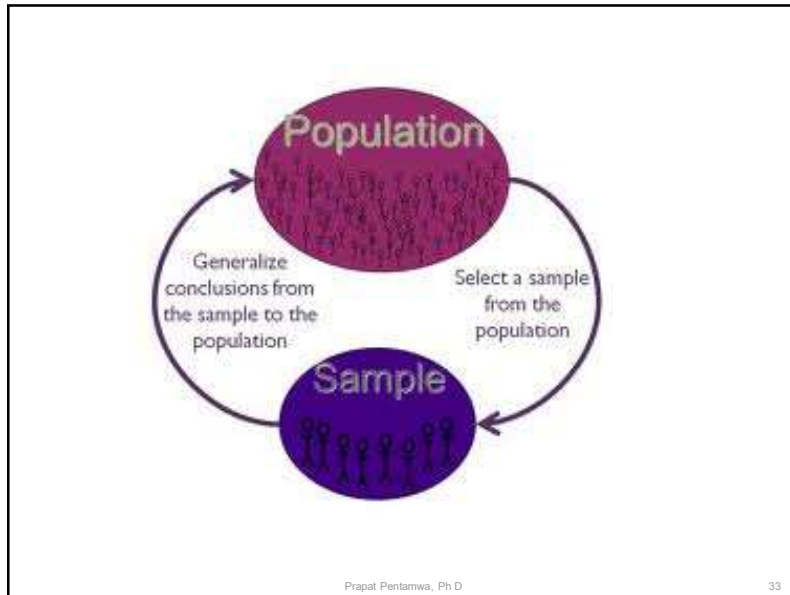 Population
Generalize
conclusions from
the sample to the
population
Select a sample
from the
population
Sample
Prapat Pentamwa, Ph D
33